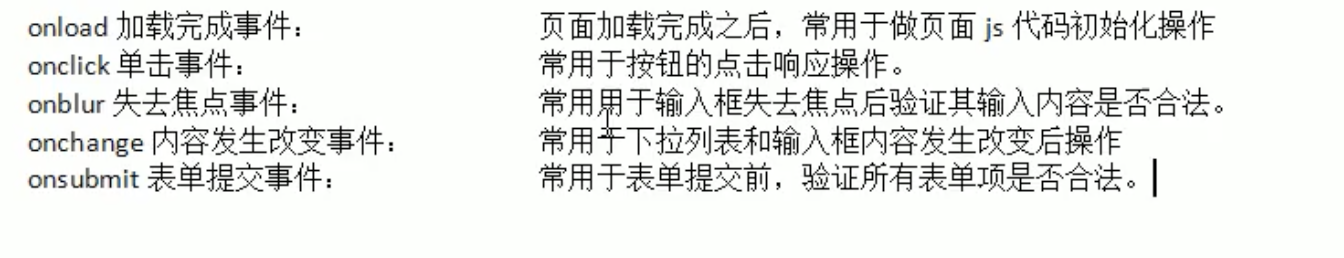 onload 加载完成事件： 页面加载完成之后，常用于做页面 js 代码初始化操作
onclick 单击事件： 常用于按钮的点击响应操作。
onblur 失去焦点事件： 常用用于输入框失去焦点后验证其输入内容是否合法。
onchange 内容发生改变事件： 常用于下拉列表和输入框内容发生改变后操作
onsubmit 表单提交事件： 常用于表单提交前，验证所有表单项是否合法。